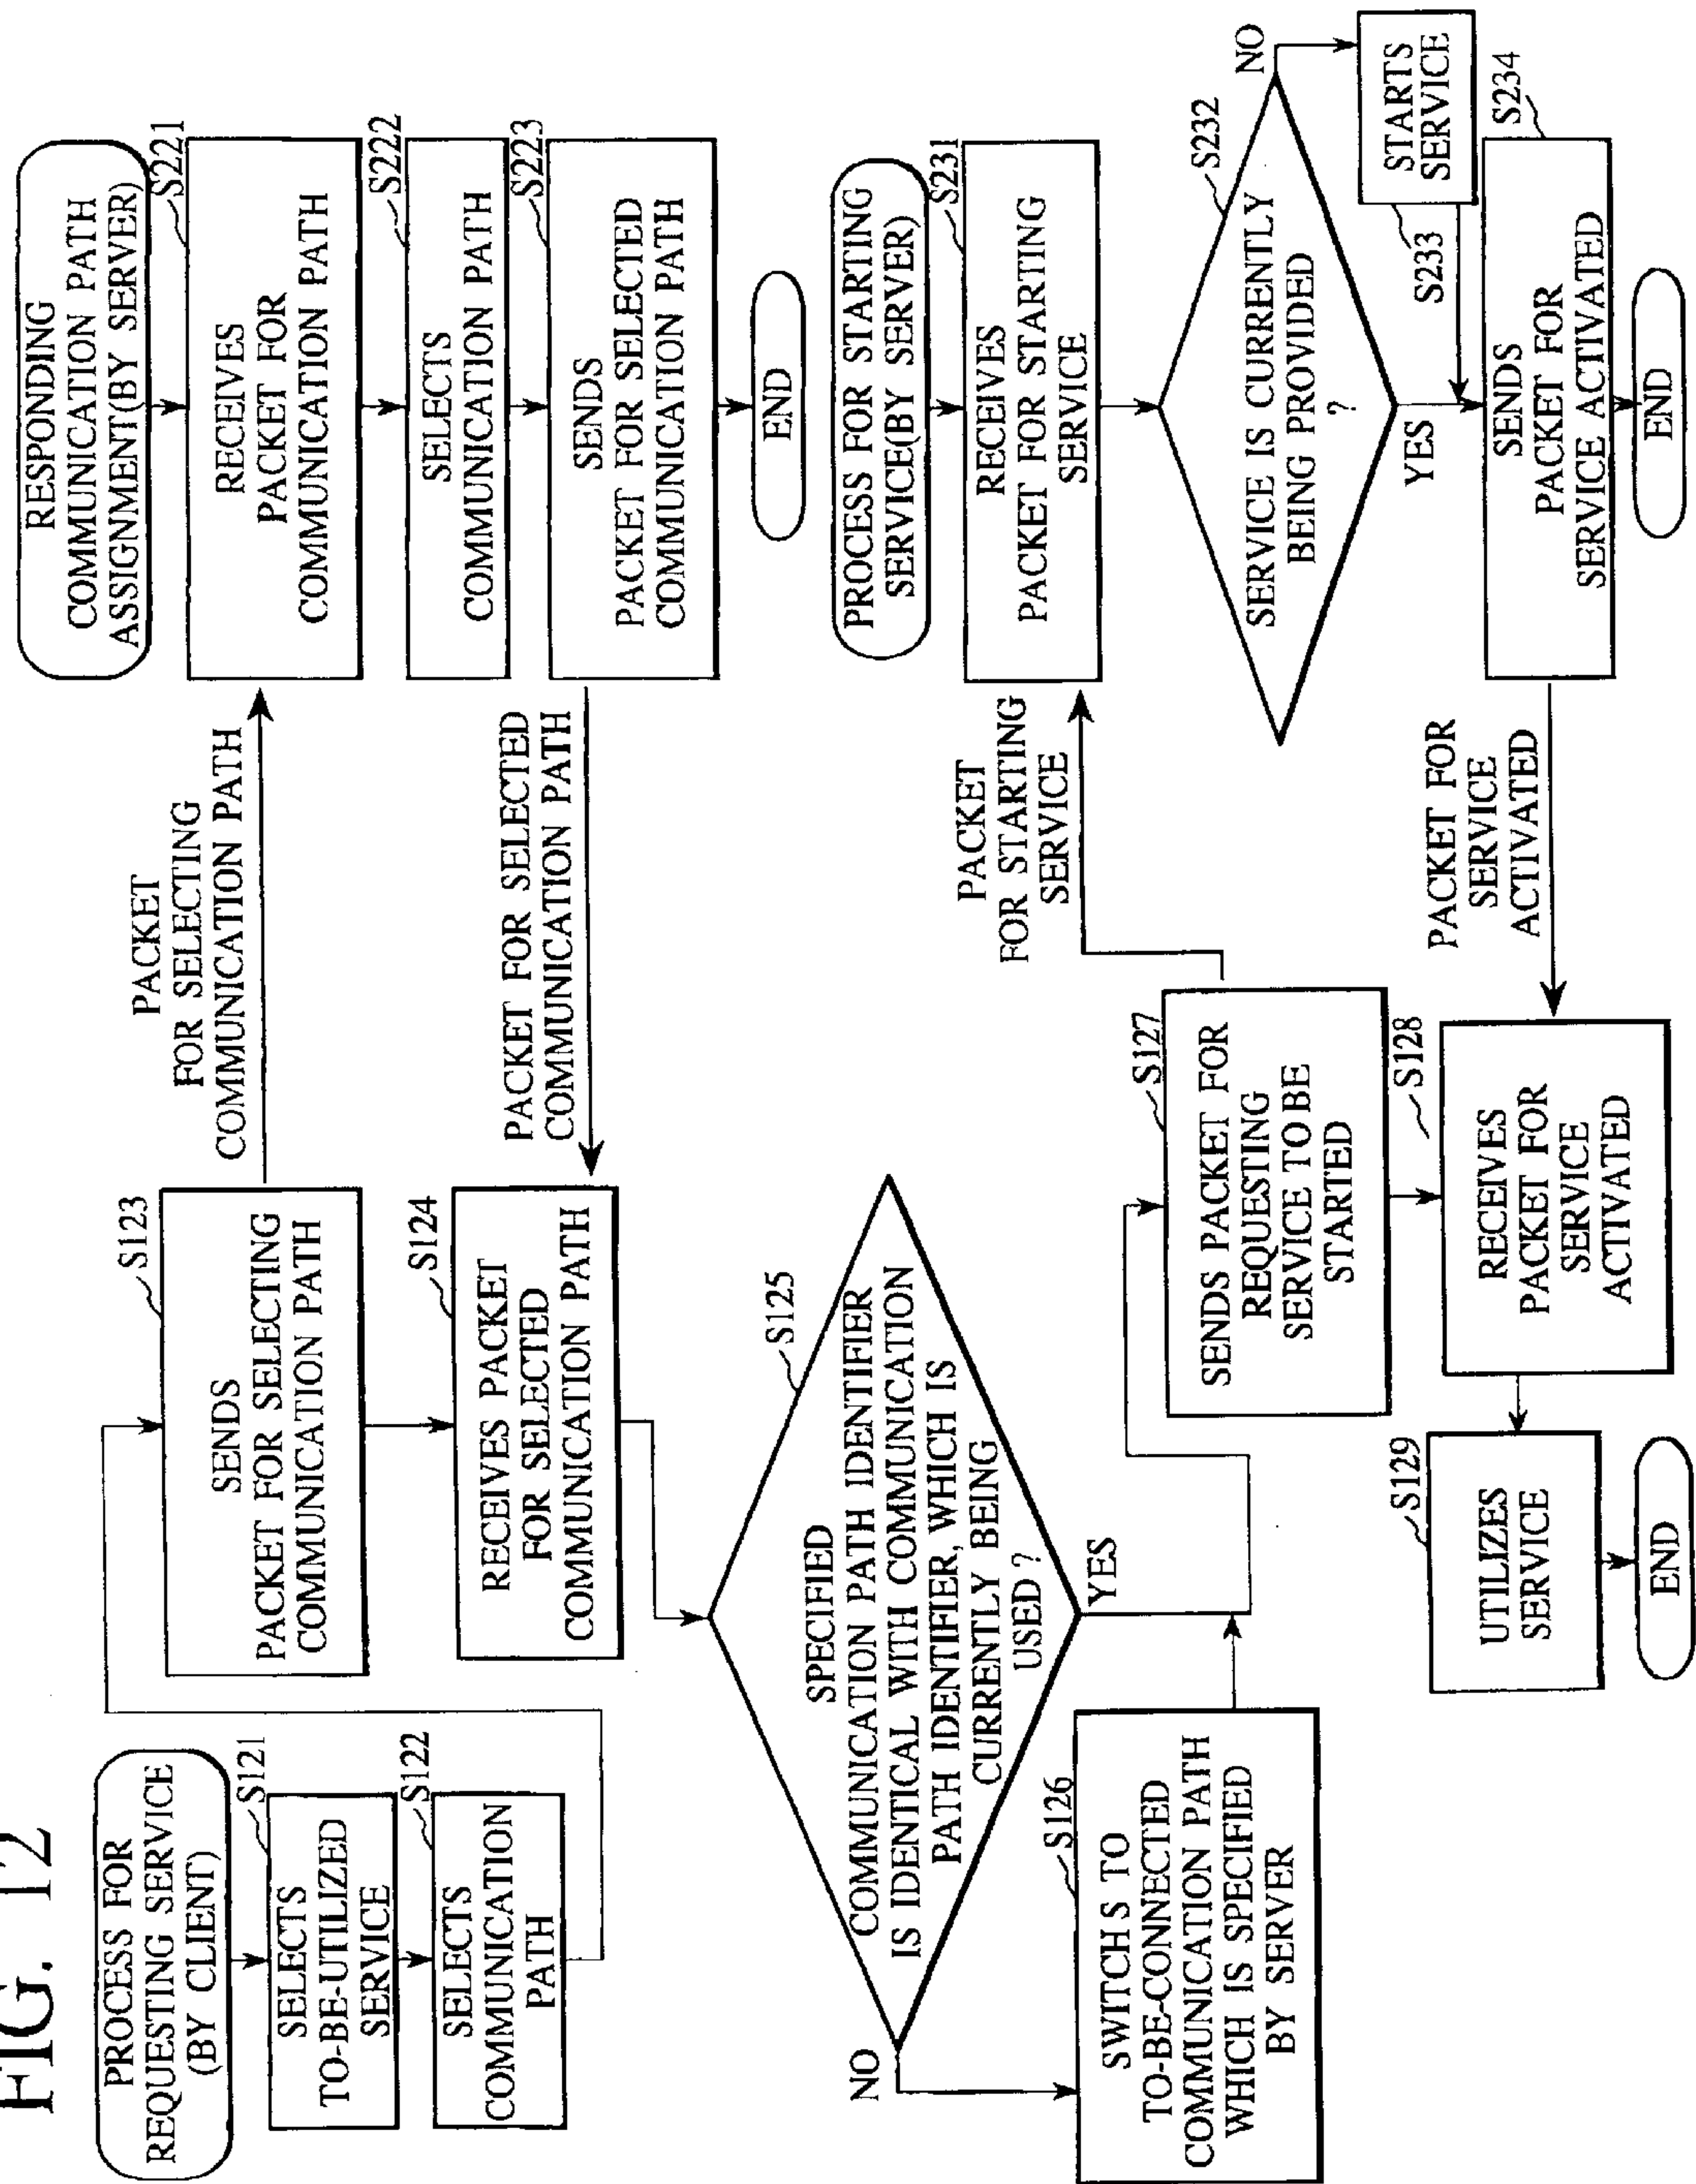 FIG. 12
PROCESS FOR
REQUESTING SERVICE
(BY CLIENT)
S121
SELECTS
TO-BE-UTILIZED
SERVICE
S122
SELECTS
COMMUNICATION
PATH
S123
SENDS
PACKET FOR SELECTING
COMMUNICATION PATH
PACKET
FOR SELECTING
COMMUNICATION PATH
S124
RECEIVES PACKET
FOR SELECTED
COMMUNICATION PATH
PACKET FOR SELECTED
COMMUNICATION PATH
S125
SPECIFIED
COMMUNICATION PATH IDENTIFIER
IS IDENTICAL WITH COMMUNICATION
PATH IDENTIFIER, WHICH IS
CURRENTLY BEING
USED ?
NO
YES
S126
SWITCH S TO
TO-BE-CONNECTED
COMMUNICATION PATH
WHICH IS SPECIFIED
BY SERVER
S127
SENDS PACKET FOR
REQUESTING
SERVICE TO BE
STARTED
PACKET
FOR STARTING
SERVICE
S128
RECEIVES
PACKET FOR
SERVICE
ACTIVATED
PACKET FOR
SERVICE
ACTIVATED
S129
UTILIZES
SERVICE
END
RESPONDING
COMMUNICATION PATH
ASSIGNMENT(BY SERVER)
S221
RECEIVES
PACKET FOR
COMMUNICATION PATH
S222
SELECTS
COMMUNICATION PATH
S223
SENDS
PACKET FOR SELECTED
COMMUNICATION PATH
END
PROCESS FOR STARTING
SERVICE(BY SERVER)
S231
RECEIVES
PACKET FOR STARTING
SERVICE
S232
SERVICE IS CURRENTLY
BEING PROVIDED
?
NO
YES
S233
STARTS
SERVICE
S234
SENDS
PACKET FOR
SERVICE ACTIVATED
END